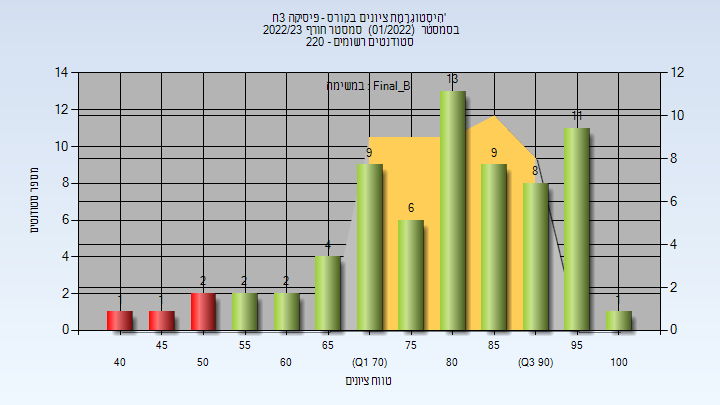 היסטוגרמת ציונים בקורס - פיסיקה 3ח'
בסמסטר (01/2022) סמסטר חורף 2022/23
סטודנטים רשומים - 220
במשימה : Final_B
מספר סטודנטים
14 12 10 8 6 4 2 0
12 10 8 6 4 2 0
1 1 2 2 2 4 9 6 13 9 8 11 1
40 45 50 55 60 65 (Q1 70) 75 80 85 (Q3 90) 95 100
טווח ציונים